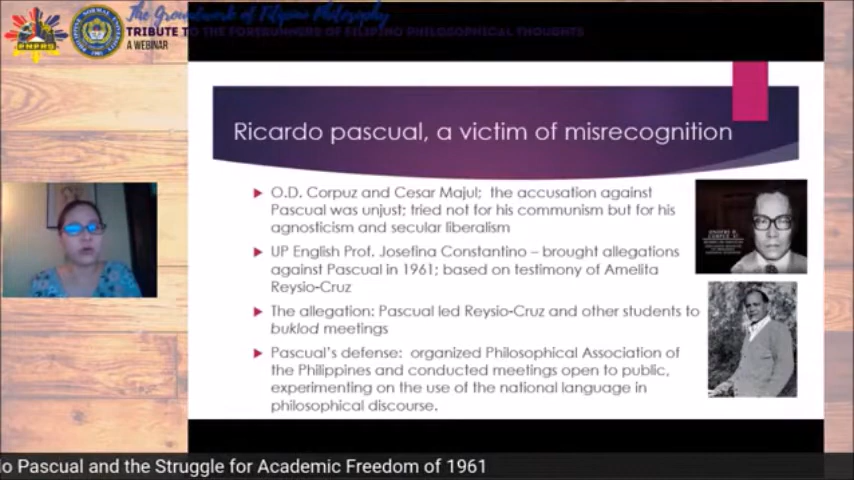 The Groundwork of Filipino Philosophy
TRIBUTE TO THE FORERUNNERS OF FILIPINO PHILOSOPHICAL THOUGHTS
A WEBINAR
Ricardo pascual, a victim of misrecognition
O.D. Corpuz and Cesar Majul; the accusation against
Pascual was unjust; tried not for his communism but for his
agnosticism and secular liberalism
UP English Prof. Josefina Constantino – brought allegations
against Pascual in 1961; based on testimony of Amelita
Reysio-Cruz
The allegation: Pascual led Reysio-Cruz and other students to
buklod meetings
Pascual's defense: organized Philosophical Association of
the Philippines and conducted meetings open to public,
experimenting on the use of the national language in
philosophical discourse.
do Pascual and the Struggle for Academic Freedom of 1961